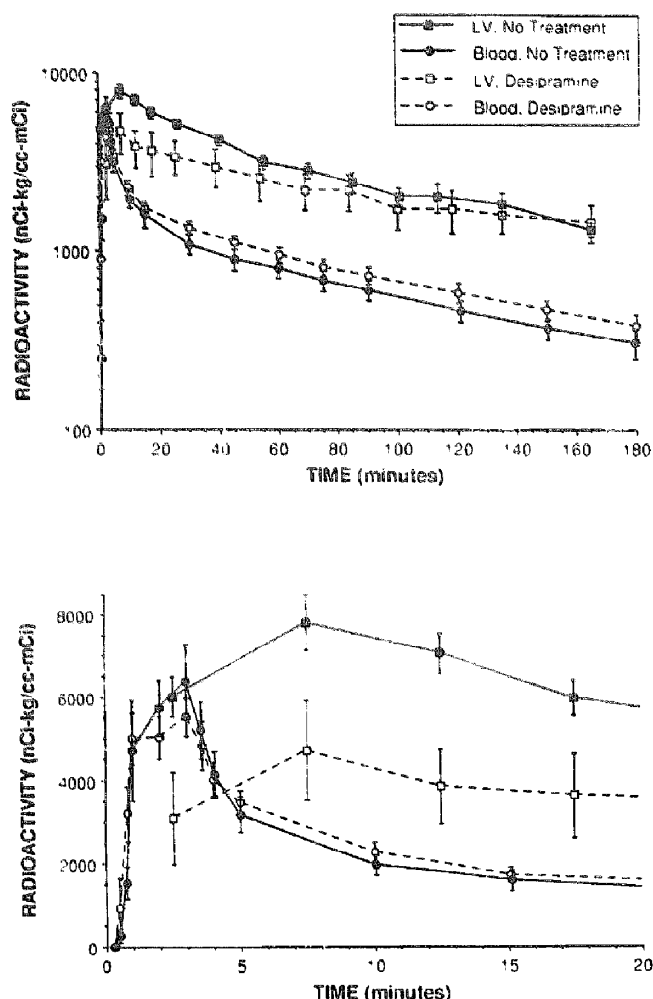 LV. No Treatment
Blood. No Treatment
LV. Desipramine
Blood. Desipramine
RADIOACTIVITY (nCi-kg/cc-mCi)
10000
1000
100
0 20 40 60 80 100 120 140 160 180
TIME (minutes)
RADIOACTIVITY (nCi-kg/cc-mCi)
8000
6000
4000
2000
0
0 5 10 15 20
TIME (minutes)